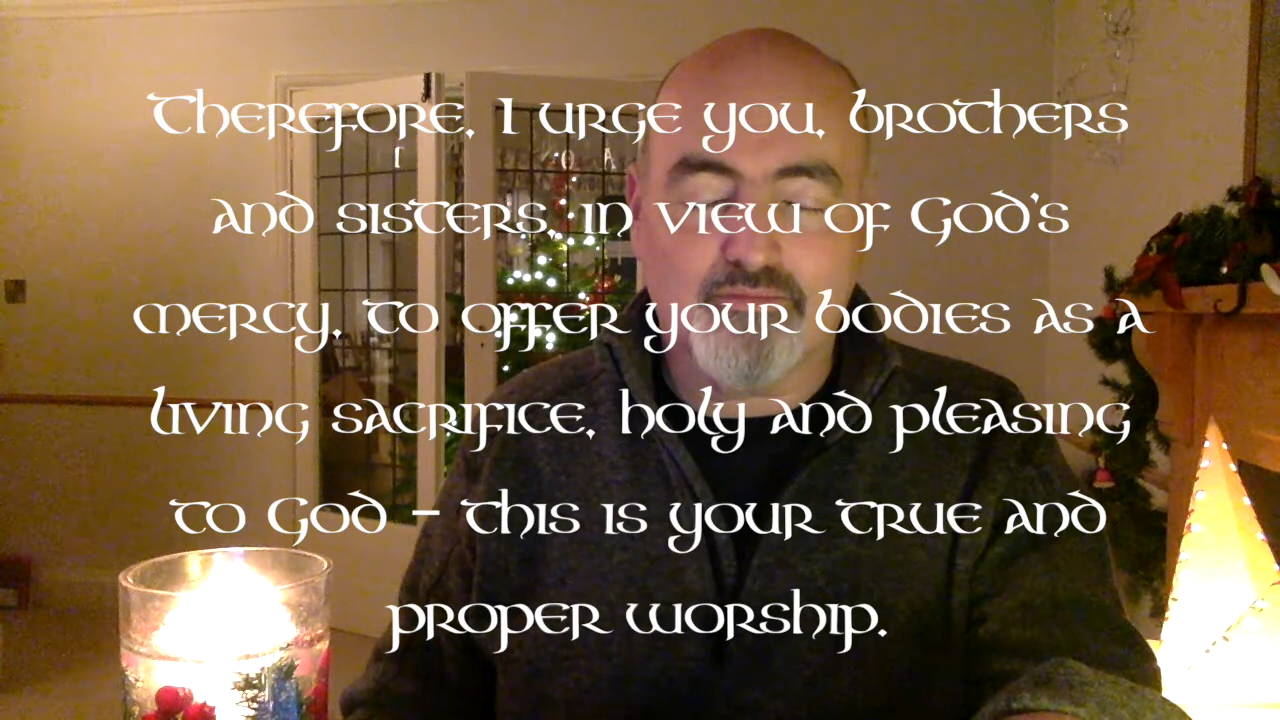 Therefore, I urge you, brothers
and sisters, in view of God's
mercy, to offer your bodies as a
living sacrifice, holy and pleasing
to God – this is your true and
proper worship.